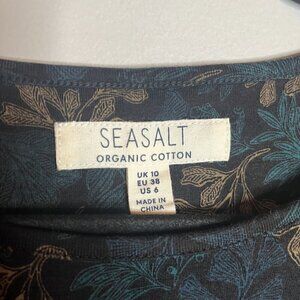 SEASALT
ORGANIC COTTON
UK 10
EU 38
US 6
MADE IN
CHINA